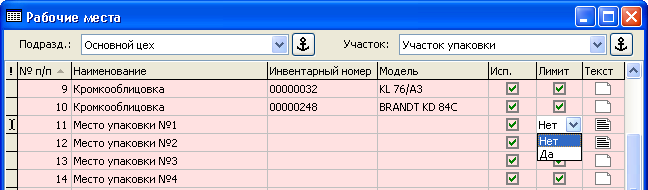 Рабочие места
Подразд.: Основной цех Участок: Участок упаковки
! № п/п Наименование Инвентарный номер Модель Исп. Лимит Текст
9 Кромкооблицовка 00000032 KL 76/A3
10 Кромкооблицовка 00000248 BRANDT KD 84C
11 Место упаковки №1 Нет
12 Место упаковки №2 Нет
Да
13 Место упаковки №3
14 Место упаковки №4